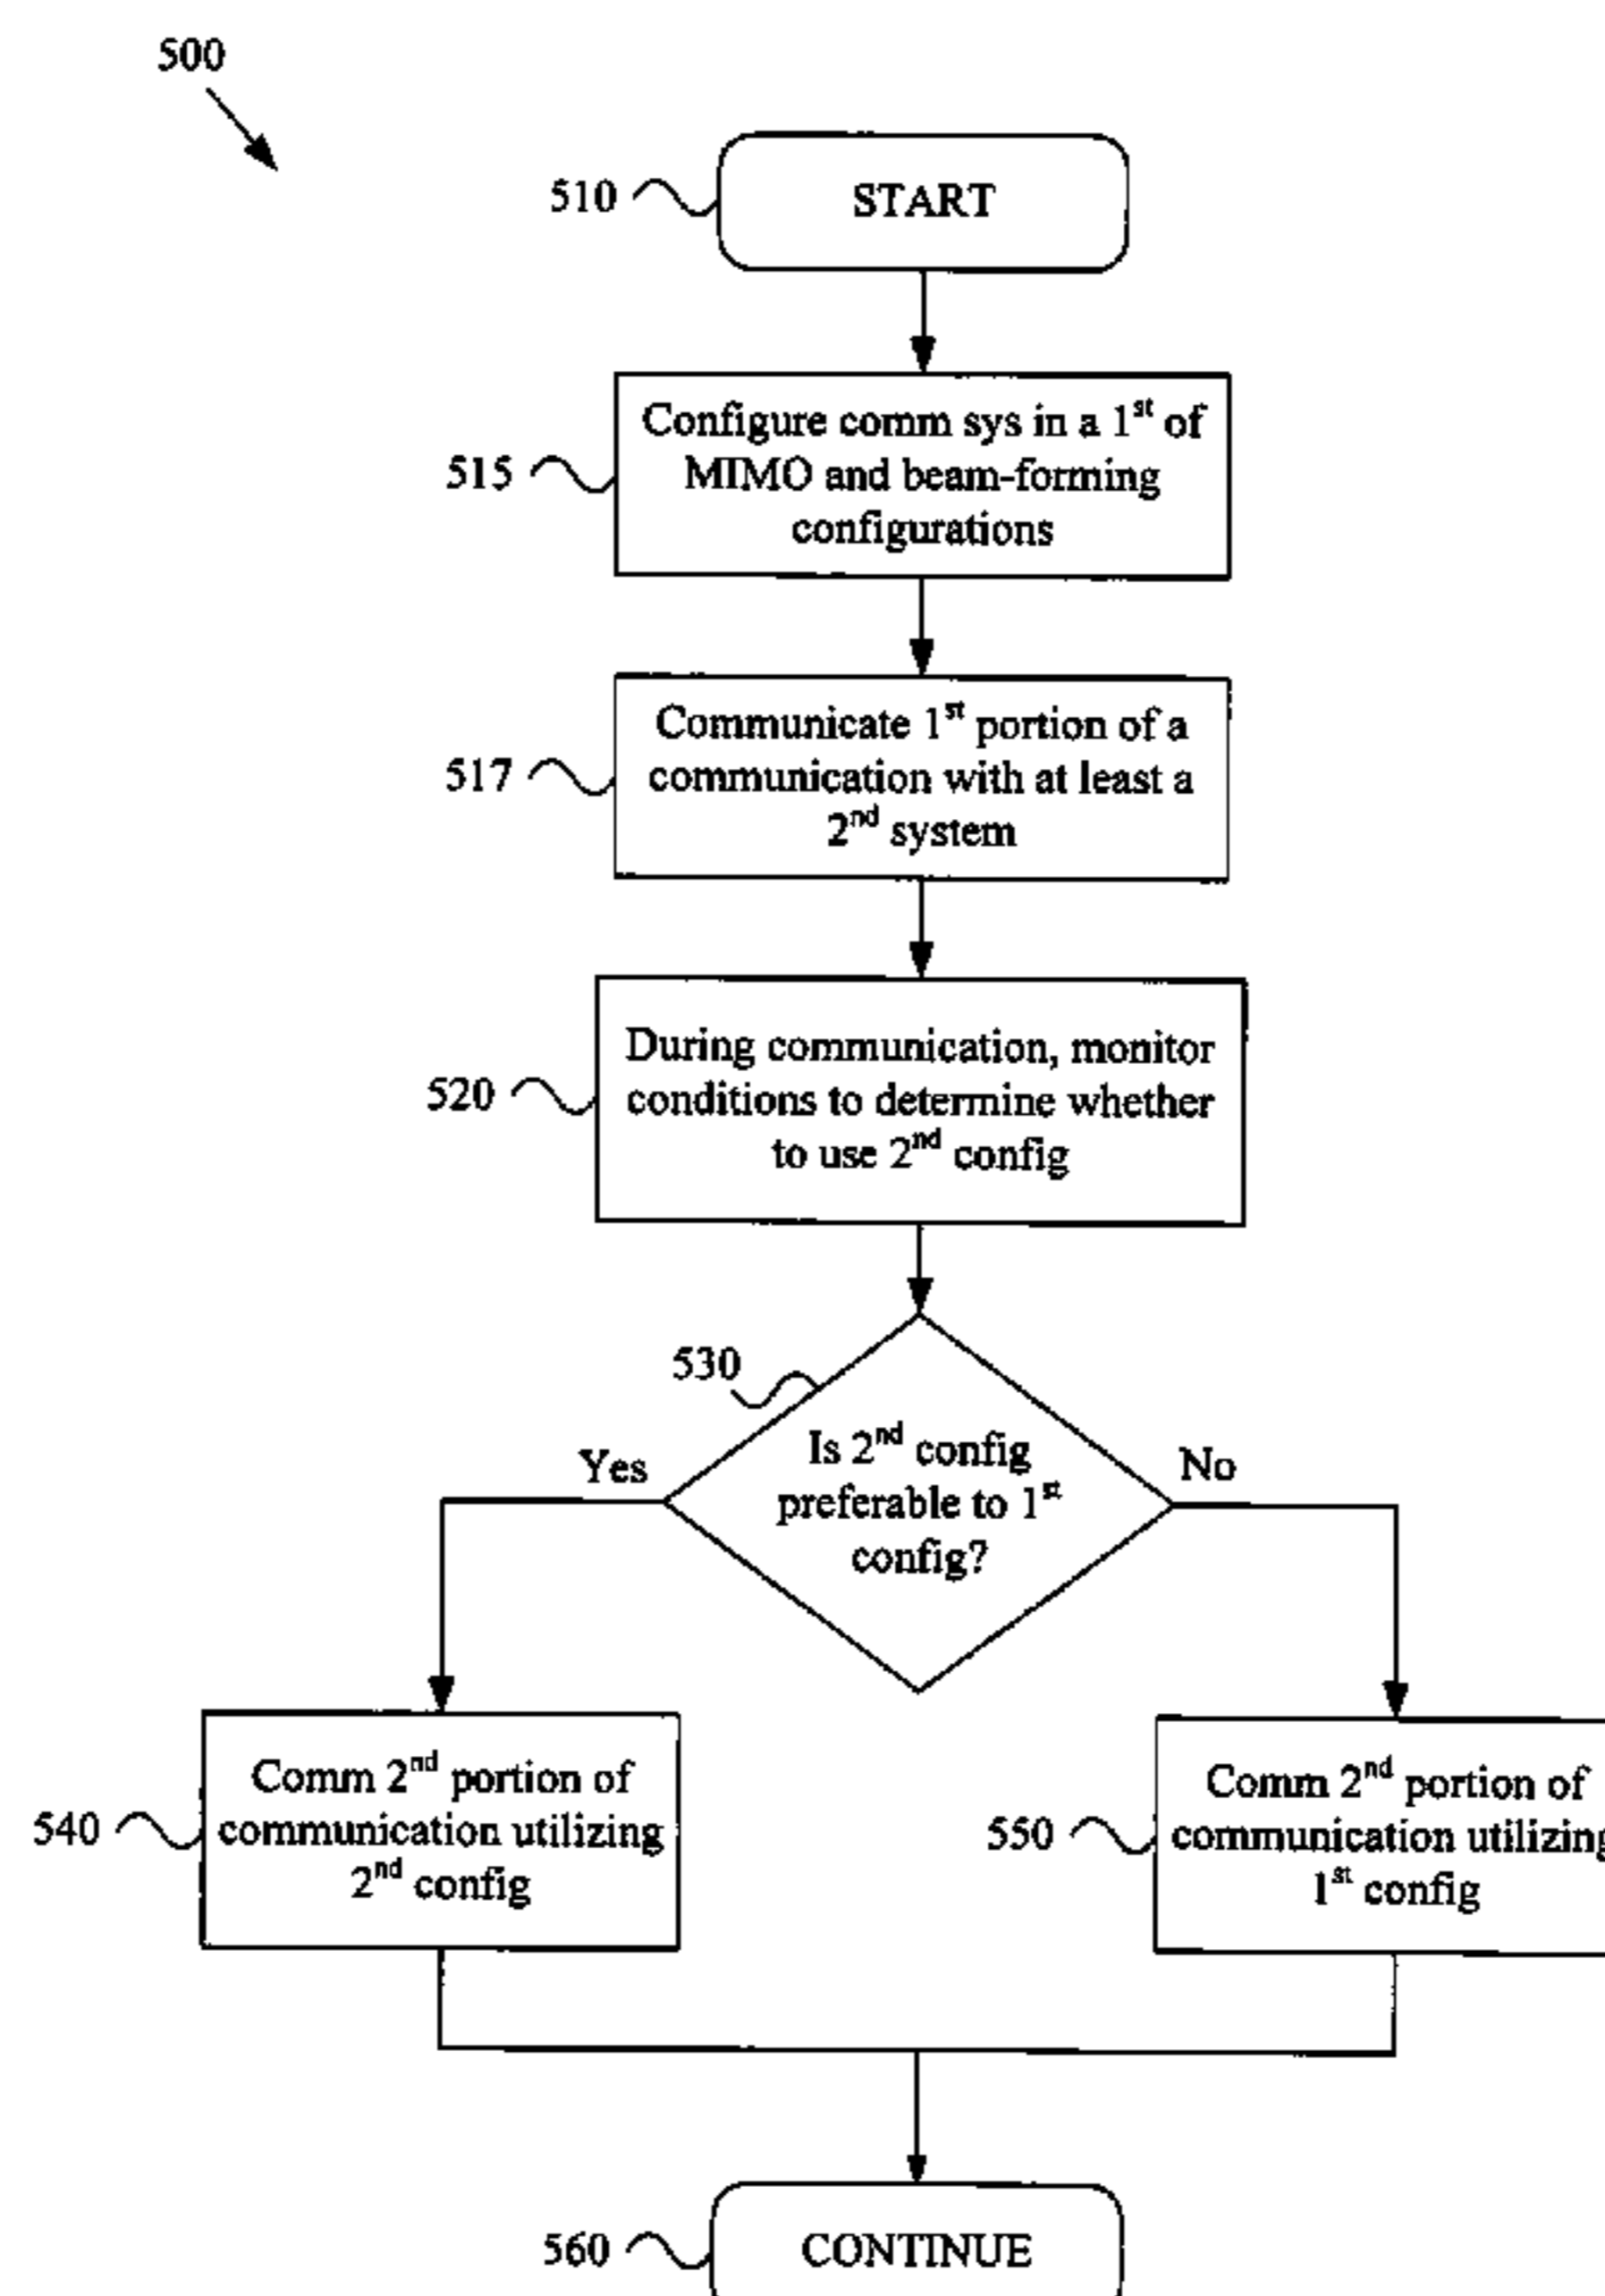 500
510
START
515
Configure comm sys in a 1st of
MIMO and beam-forming
configurations
517
Communicate 1st portion of a
communication with at least a
2nd system
520
During communication, monitor
conditions to determine whether
to use 2nd config
530
Is 2nd config
preferable to 1st
config?
Yes
No
540
Comm 2nd portion of
communication utilizing
2nd config
550
Comm 2nd portion of
communication utilizing
1st config
560
CONTINUE